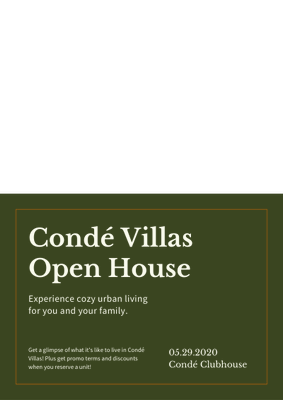 Condé Villas
Open House
Experience cozy urban living
for you and your family.
Get a glimpse of what it's like to live in Condé
Villas! Plus get promo terms and discounts
when you reserve a unit!
05.29.2020
Condé Clubhouse